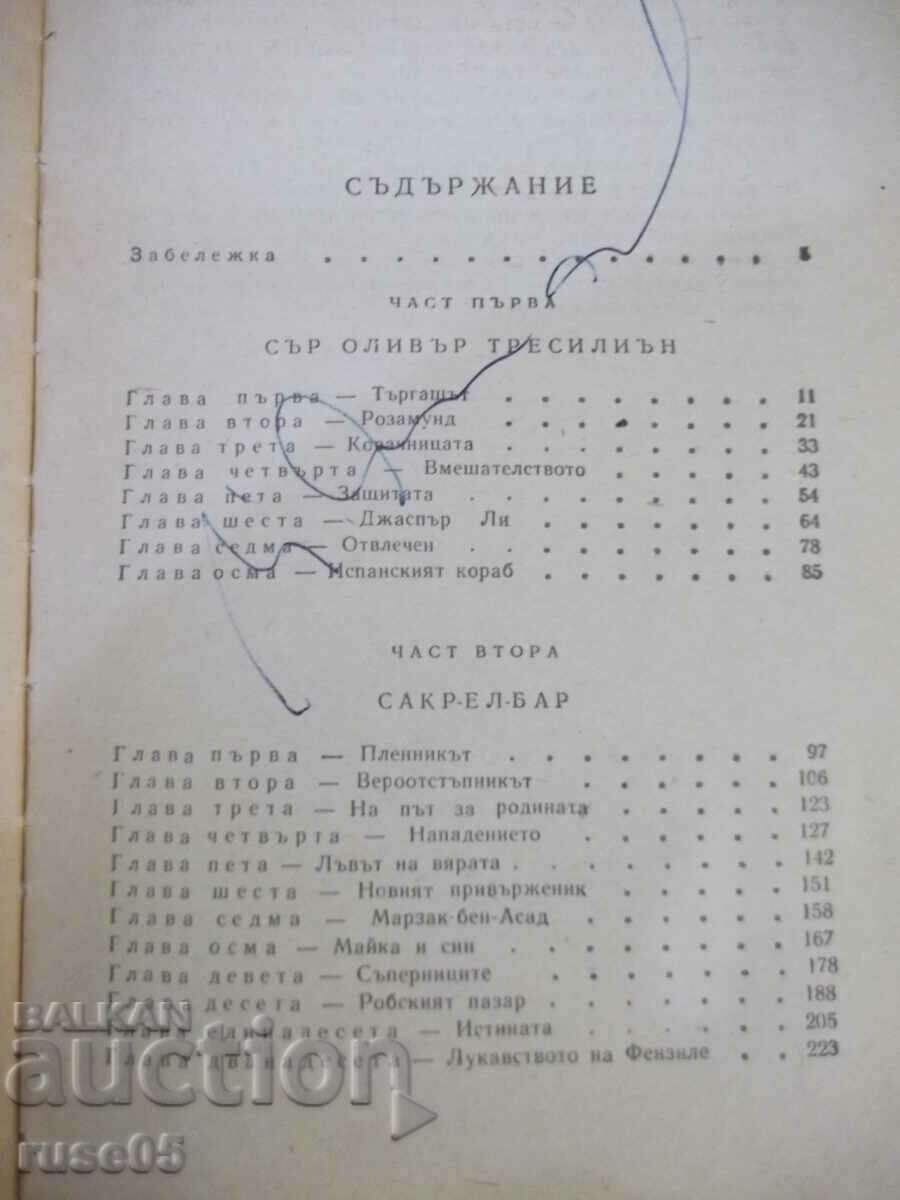 СЪДЪРЖАНИЕ
Забележка . . . . . . . . . . . . . 5
ЧАСТ ПЪРВА
СЪР ОЛИВЪР ТРЕСИЛИЪН
Глава първа — Търгашът . . . . . . . . 11
Глава втора — Розамунд . . . . . . . . 21
Глава трета — Ковачницата . . . . . . . 33
Глава четвърта — Вмешателството . . . . . 43
Глава пета — Защитата . . . . . . . . 54
Глава шеста — Джаспър Ли . . . . . . . 64
Глава седма — Отвлечен . . . . . . . . 78
Глава осма — Испанският кораб . . . . . . 85
ЧАСТ ВТОРА
САКР-ЕЛ-БАР
Глава първа — Пленникът . . . . . . . 97
Глава втора — Вероотстъпникът . . . . . . 106
Глава трета — На път за родината . . . . . 123
Глава четвърта — Нападението . . . . . . 127
Глава пета — Лъвът на вярата . . . . . . . 142
Глава шеста — Новият привърженик . . . . . 151
Глава седма — Марзак-бен-Асад . . . . . . 158
Глава осма — Майка и син . . . . . . . . 167
Глава девета — Съперниците . . . . . . . 178
Глава десета — Робският пазар . . . . . . 188
Глава единадесета — Истината . . . . . . 205
Глава дванадесета — Лукавството на Фензиле . . 223
BALKAN
auction
ruse05